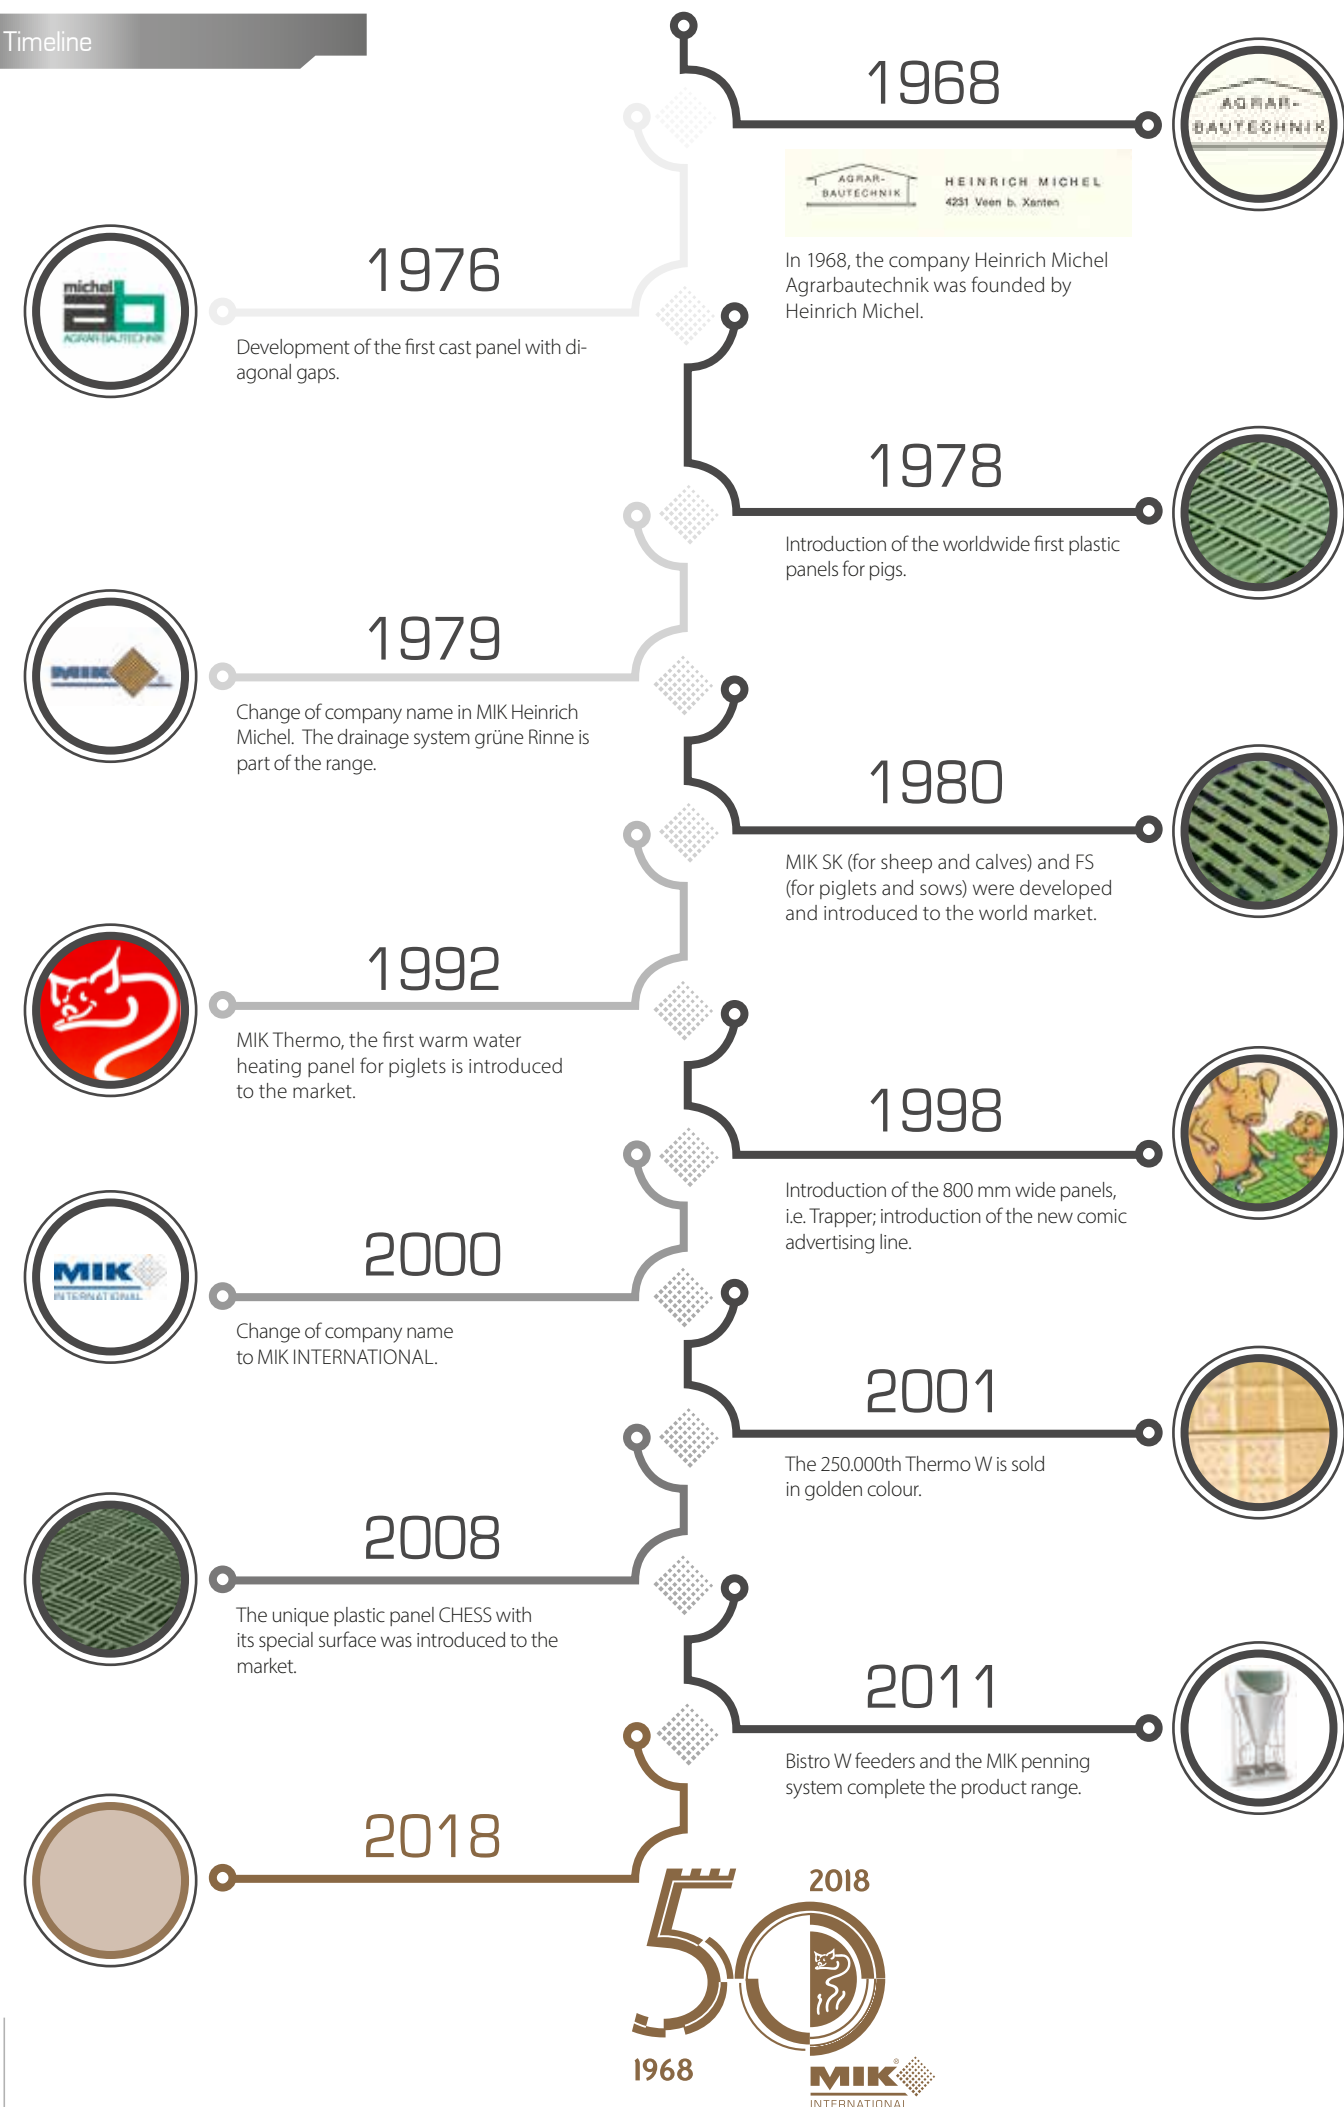 Timeline
1968
AGRAR-
BAUTECHNIK
AGRAR-
BAUTECHNIK
HEINRICH MICHEL
4231 Veen b. Xanten
In 1968, the company Heinrich Michel
Agrarbautechnik was founded by
Heinrich Michel.
michel
ab
AGRAR-BAUTECHNIK
1976
Development of the first cast panel with di-
agonal gaps.
1978
Introduction of the worldwide first plastic
panels for pigs.
MIK
®
1979
Change of company name in MIK Heinrich
Michel.  The drainage system grüne Rinne is
part of the range.
1980
MIK SK (for sheep and calves) and FS
(for piglets and sows) were developed
and introduced to the world market.
1992
MIK Thermo, the first warm water
heating panel for piglets is introduced
to the market.
1998
Introduction of the 800 mm wide panels,
i.e. Trapper; introduction of the new comic
advertising line.
MIK
INTERNATIONAL
2000
Change of company name
to MIK INTERNATIONAL.
2001
The 250.000th Thermo W is sold
in golden colour.
2008
The unique plastic panel CHESS with
its special surface was introduced to the
market.
2011
Bistro W feeders and the MIK penning
system complete the product range.
2018
2018
50
1968
MIK®
INTERNATIONAL